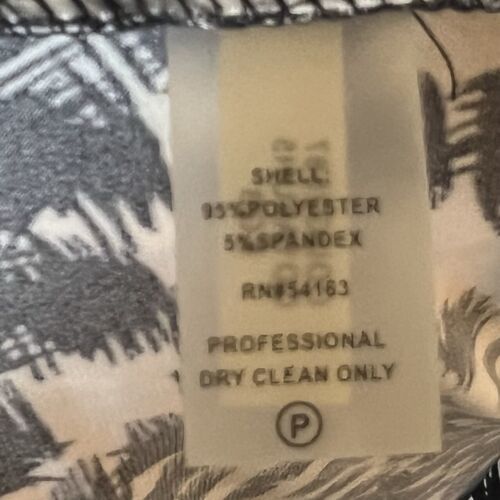 SHELL:
95%POLYESTER
5%SPANDEX
RN#54163
PROFESSIONAL
DRY CLEAN ONLY
P